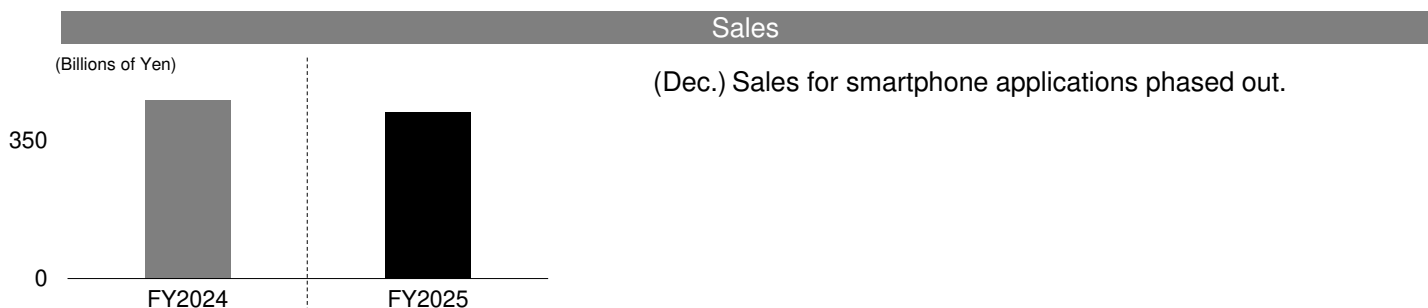 Sales
(Billions of Yen)
(Dec.) Sales for smartphone applications phased out.
350
0
FY2024
FY2025